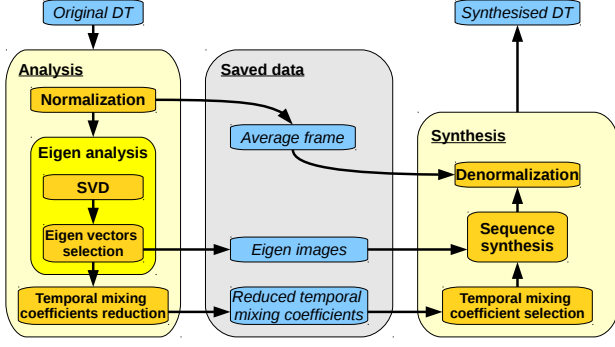 Original DT
Synthesised DT
Analysis
Normalization
Eigen analysis
SVD
Eigen vectors
selection
Temporal mixing
coefficients reduction
Saved data
Average frame
Eigen images
Reduced temporal
mixing coefficients
Synthesis
Denormalization
Sequence
synthesis
Temporal mixing
coefficient selection